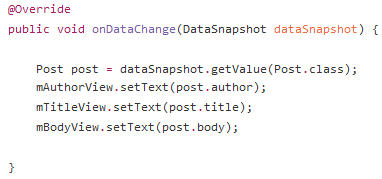 @Override
public void onDataChange(DataSnapshot dataSnapshot) {
Post post = dataSnapshot.getValue(Post.class);
mAuthorView.setText(post.author);
mTitleView.setText(post.title);
mBodyView.setText(post.body);
}